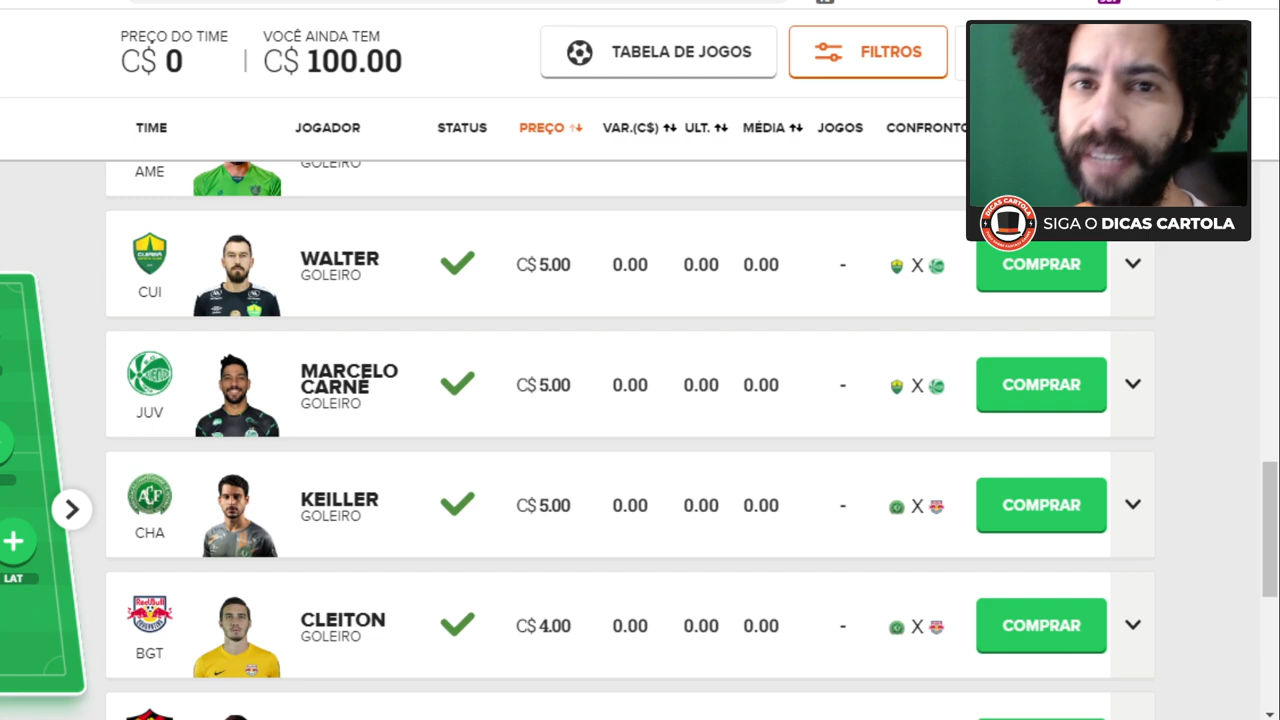 PREÇO DO TIME
C$ 0
VOCÊ AINDA TEM
C$ 100.00
TABELA DE JOGOS
FILTROS
TIME JOGADOR STATUS PREÇO VAR.(C$) ULT. MÉDIA JOGOS CONFRONTO
AME GOLEIRO
CUI
WALTER
GOLEIRO
C$ 5.00 0.00 0.00 0.00 - X COMPRAR
JUV
MARCELO
CARNÉ
GOLEIRO
C$ 5.00 0.00 0.00 0.00 - X COMPRAR
CHA
KEILLER
GOLEIRO
C$ 5.00 0.00 0.00 0.00 - X COMPRAR
Red Bull
BGT
CLEITON
GOLEIRO
C$ 4.00 0.00 0.00 0.00 - X COMPRAR
LAT
DICAS CARTOLA
SIGA O DICAS CARTOLA